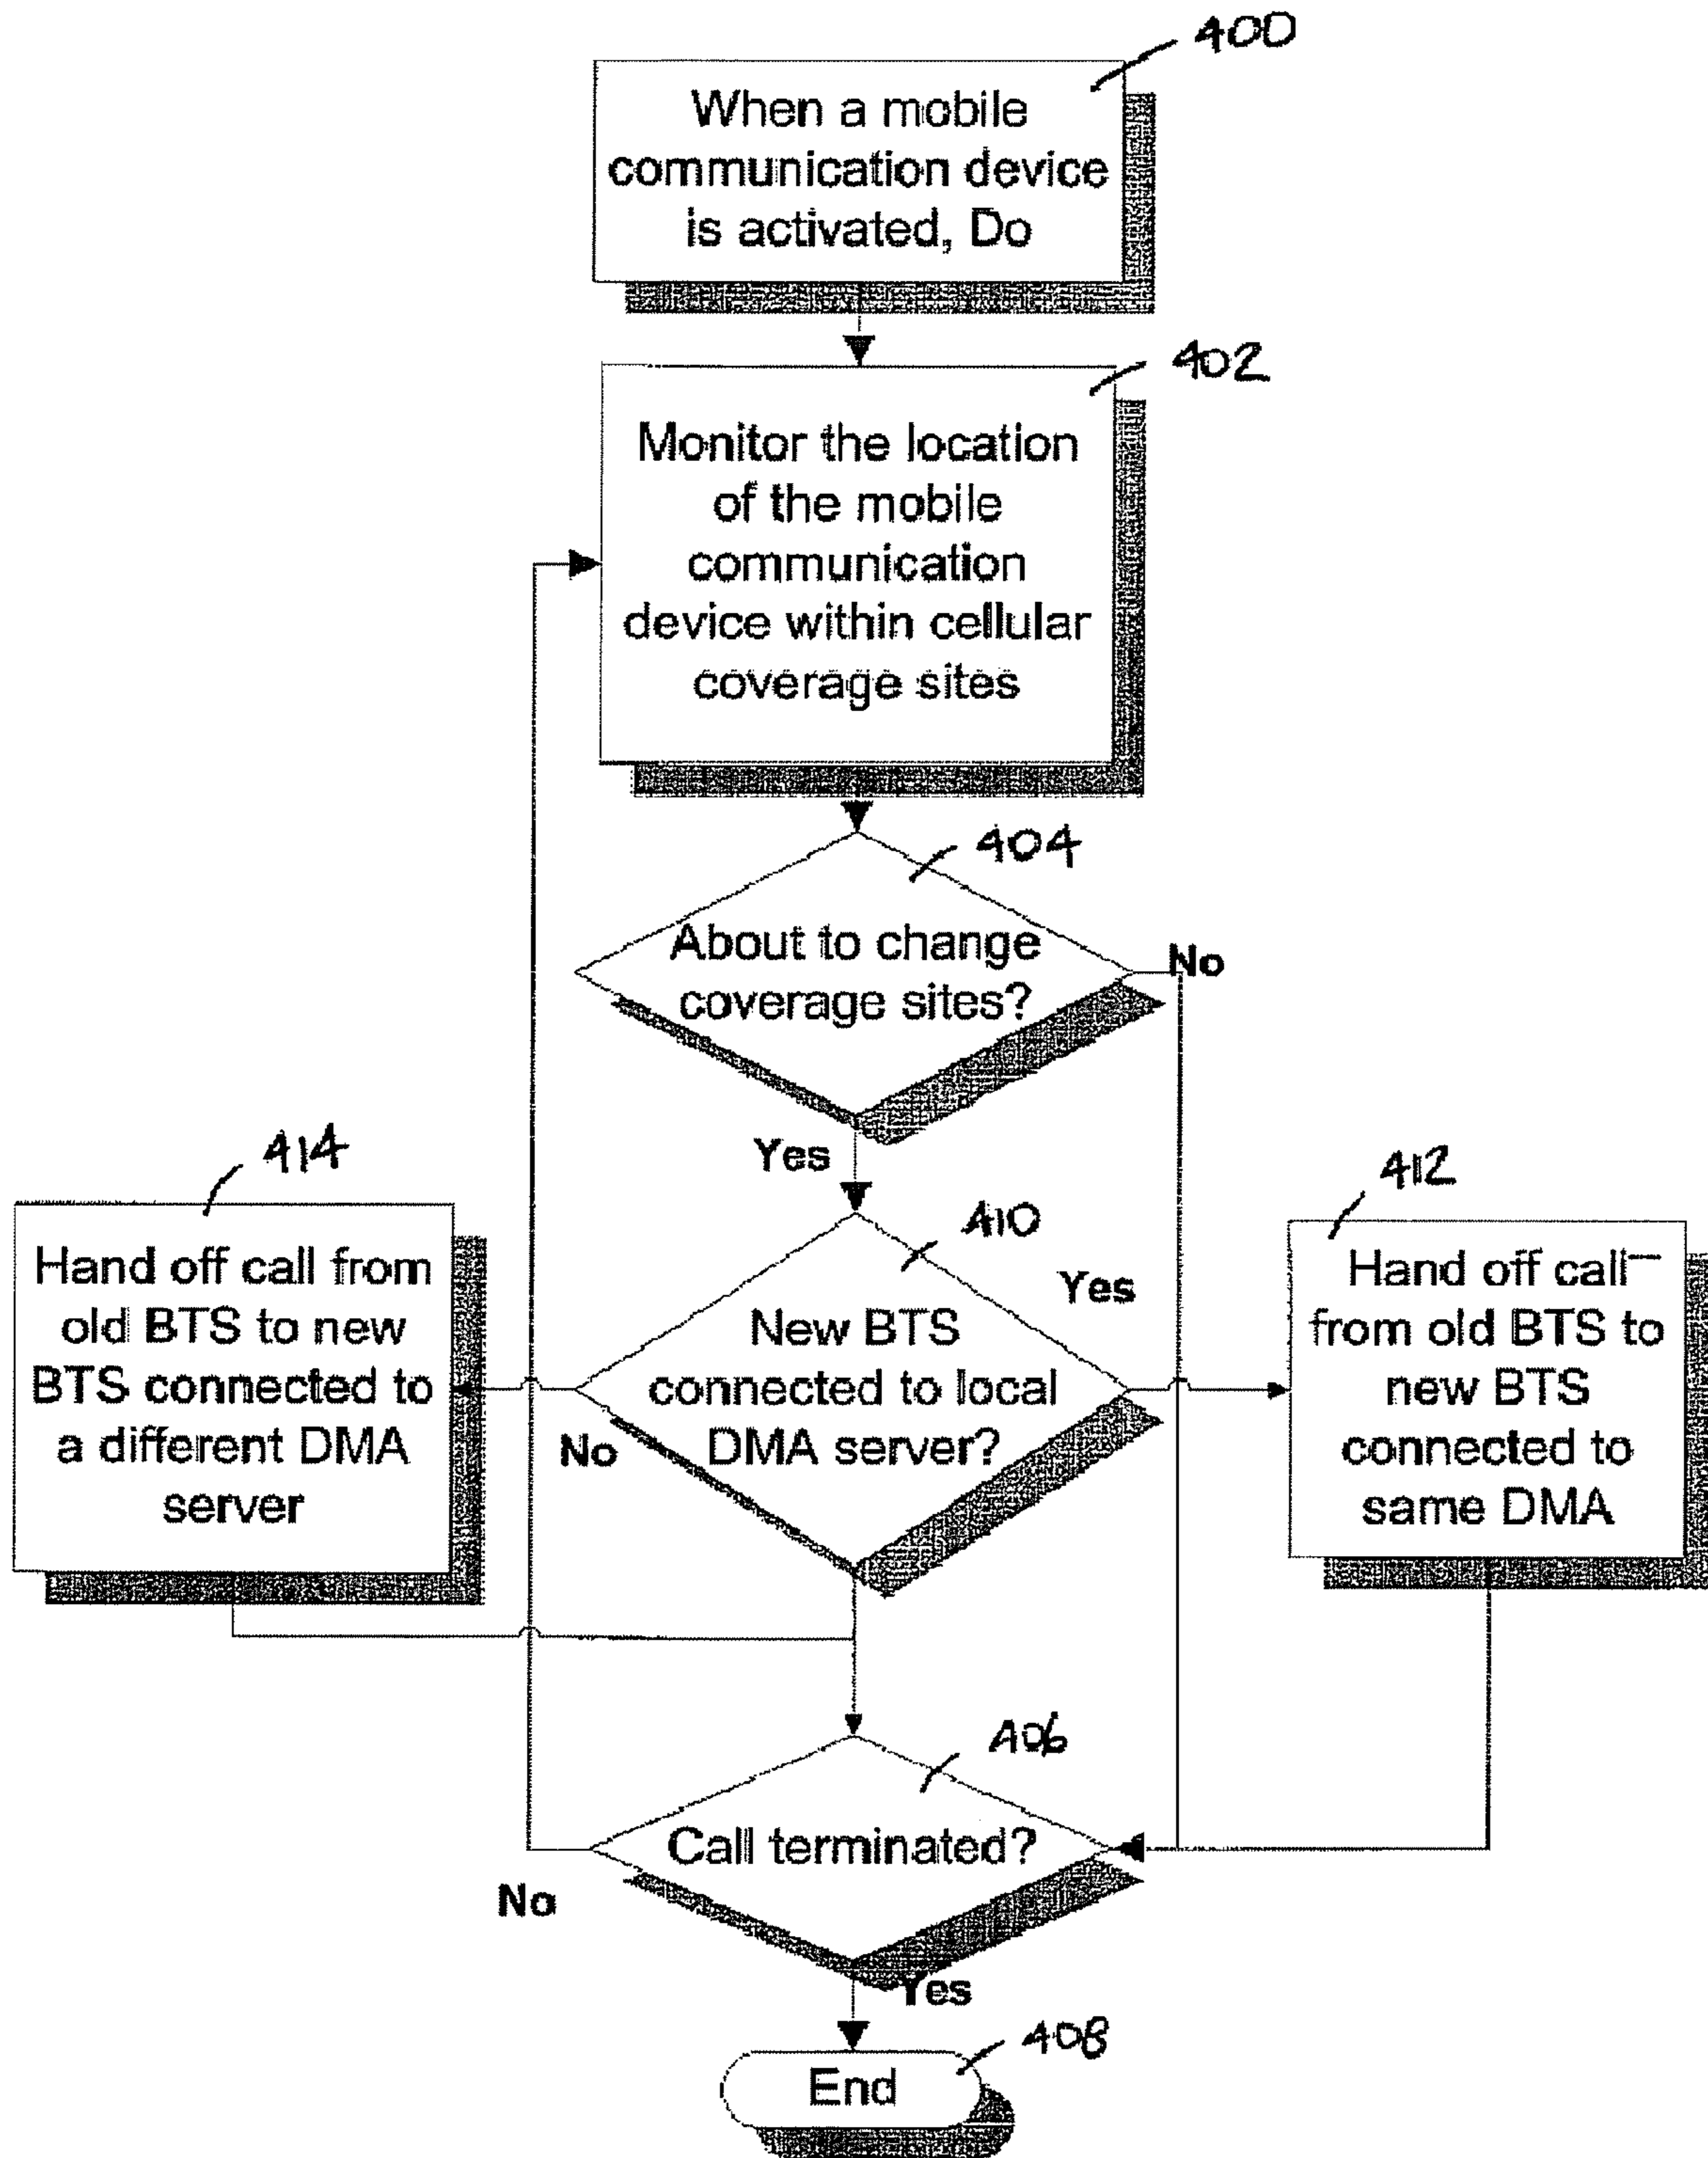 400
When a mobile
communication device
is activated, Do
402
Monitor the location
of the mobile
communication
device within cellular
coverage sites
404
About to change
coverage sites?
No
Yes
414
Hand off call from
old BTS to new
BTS connected to
a different DMA
server
410
New BTS
connected to local
DMA server?
Yes
No
412
Hand off call
from old BTS to
new BTS
connected to
same DMA
406
Call terminated?
No
Yes
408
End